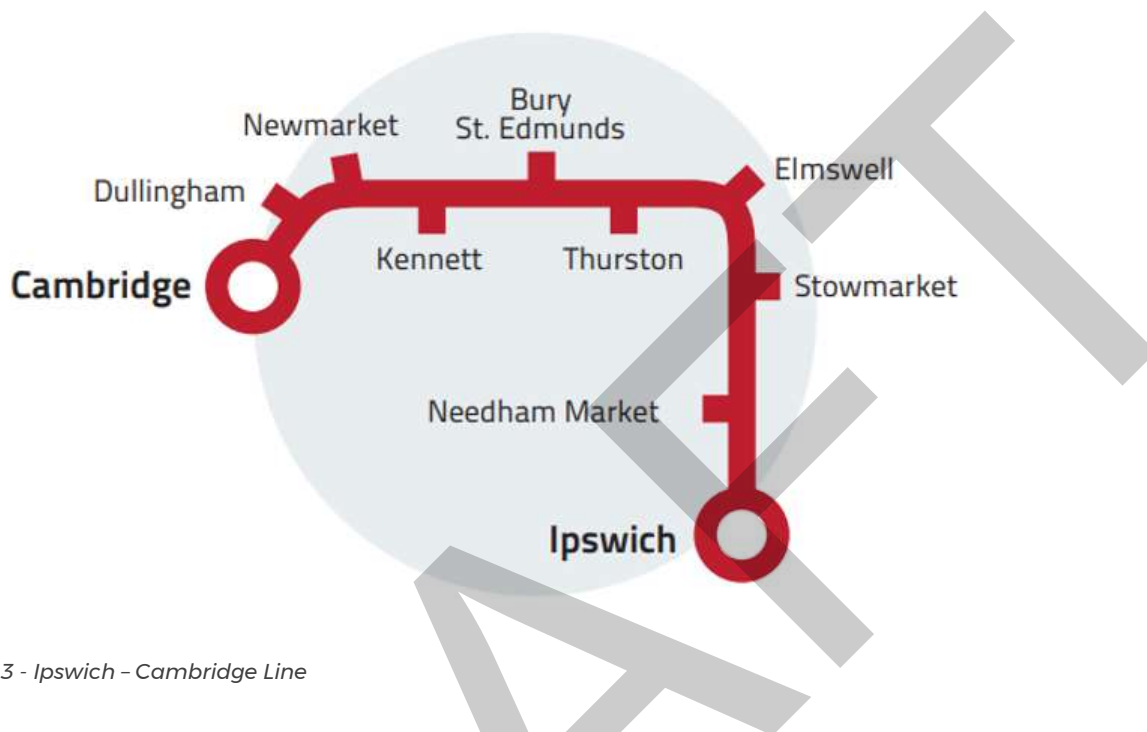 Bury
St. Edmunds
Newmarket
Elmswell
Dullingham
Kennett
Thurston
Cambridge
Stowmarket
Needham Market
Ipswich
3 - Ipswich – Cambridge Line